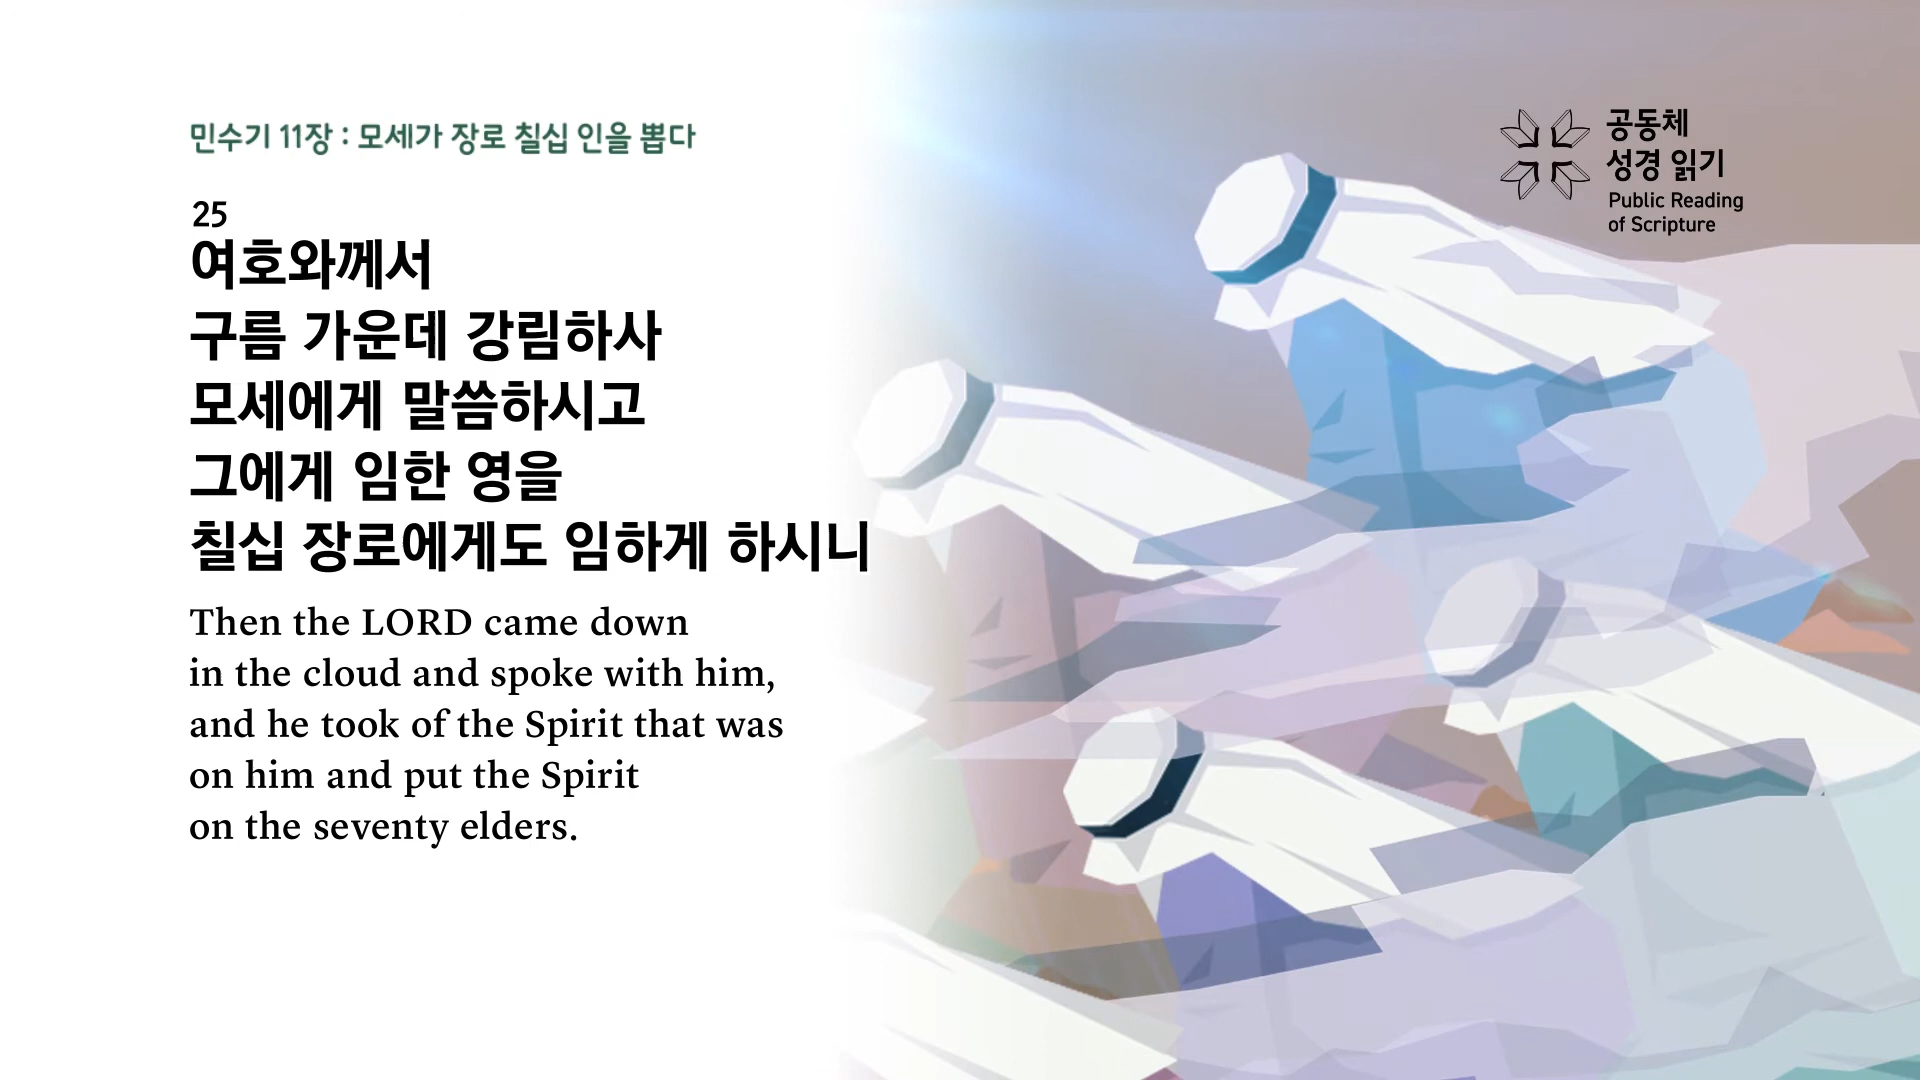 민수기 11장 : 모세가 장로 칠십 인을 뽑다
25
여호와께서
구름 가운데 강림하사
모세에게 말씀하시고
그에게 임한 영을
칠십 장로에게도 임하게 하시니
Then the LORD came down
in the cloud and spoke with him,
and he took of the Spirit that was
on him and put the Spirit
on the seventy elders.
공동체
성경 읽기
Public Reading
of Scripture